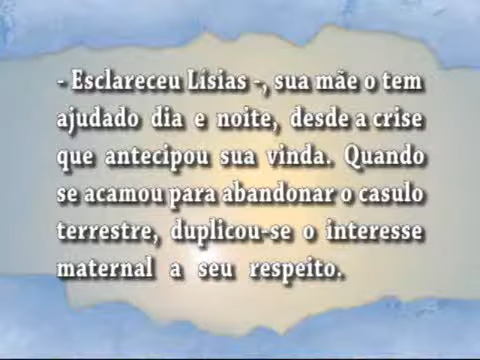 - Esclareceu Lísias -, sua mãe o tem
ajudado dia e noite, desde a crise
que antecipou sua vinda. Quando
se acamou para abandonar o casulo
terrestre, duplicou-se o interesse
maternal a seu respeito.